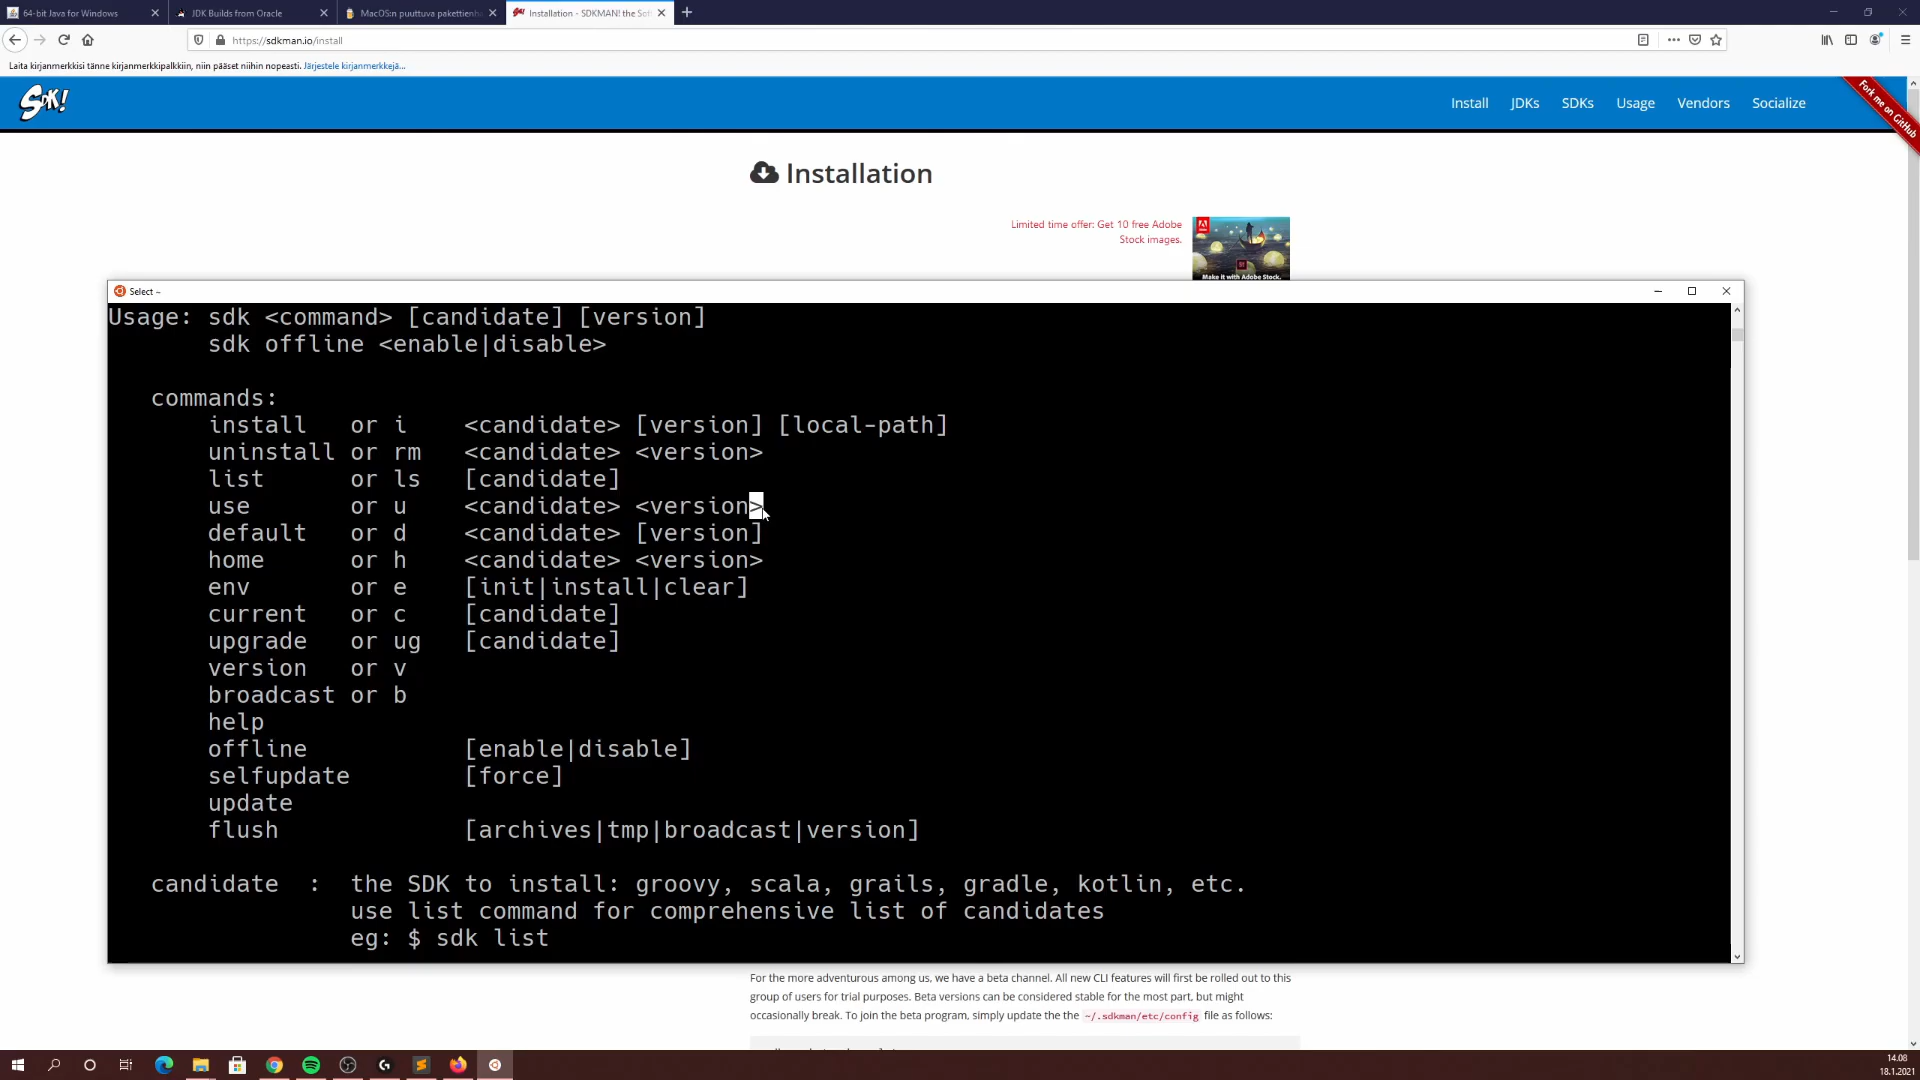 64-bit Java for Windows
JDK Builds from Oracle
MacOS:n puuttuva pakettienha
Installation - SDKMAN! the Sof
https://sdkman.io/install
Laita kirjanmerkkisi tänne kirjanmerkkipalkkiin, niin pääset niihin nopeasti. Järjestele kirjanmerkkejä...
SDK!
Install
JDKs
SDKs
Usage
Vendors
Socialize
Fork me on GitHub
Installation
Limited time offer: Get 10 free Adobe
Stock images.
Make it with Adobe Stock.
Select ~
Usage: sdk <command> [candidate] [version]
sdk offline <enable|disable>
commands:
install or i <candidate> [version] [local-path]
uninstall or rm <candidate> <version>
list or ls [candidate]
use or u <candidate> <version>
default or d <candidate> [version]
home or h <candidate> <version>
env or e [init|install|clear]
current or c [candidate]
upgrade or ug [candidate]
version or v
broadcast or b
help
offline [enable|disable]
selfupdate [force]
update
flush [archives|tmp|broadcast|version]
candidate : the SDK to install: groovy, scala, grails, gradle, kotlin, etc.
use list command for comprehensive list of candidates
eg: $ sdk list
For the more adventurous among us, we have a beta channel. All new CLI features will first be rolled out to this
group of users for trial purposes. Beta versions can be considered stable for the most part, but might
occasionally break. To join the beta program, simply update the the ~/.sdkman/etc/config file as follows:
14.08
18.1.2021